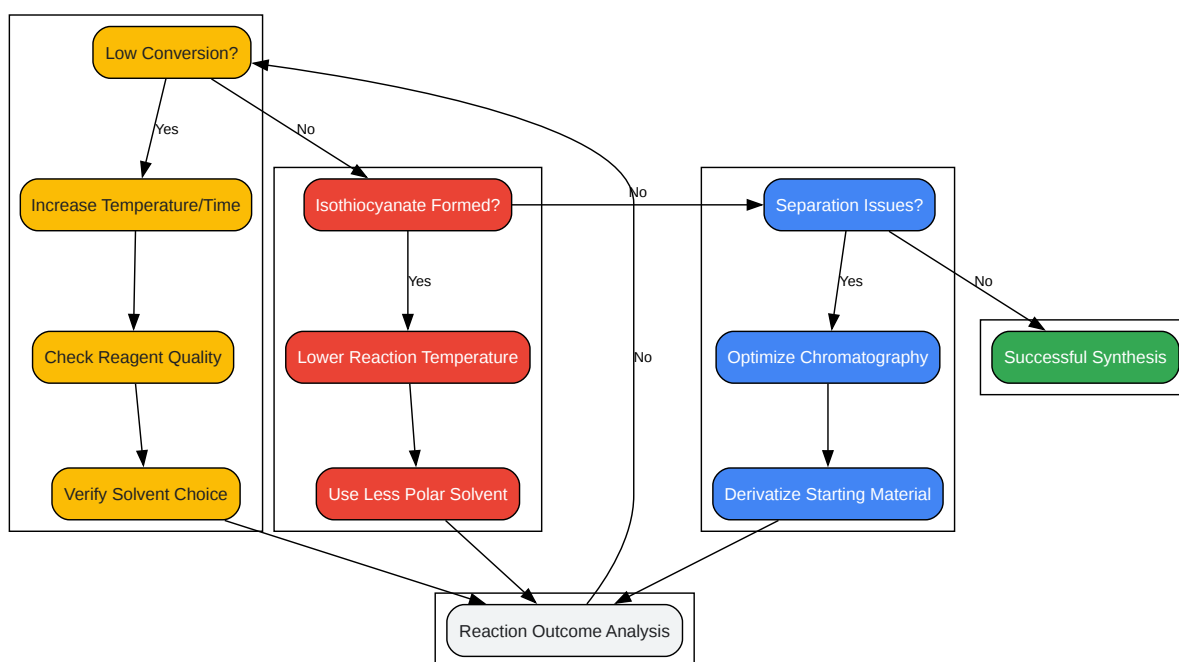 Low Conversion?
Yes
No
Increase Temperature/Time
Isothiocyanate Formed?
No
Separation Issues?
Yes
Yes
No
Check Reagent Quality
Lower Reaction Temperature
No
Optimize Chromatography
Successful Synthesis
Verify Solvent Choice
Use Less Polar Solvent
Derivatize Starting Material
Reaction Outcome Analysis